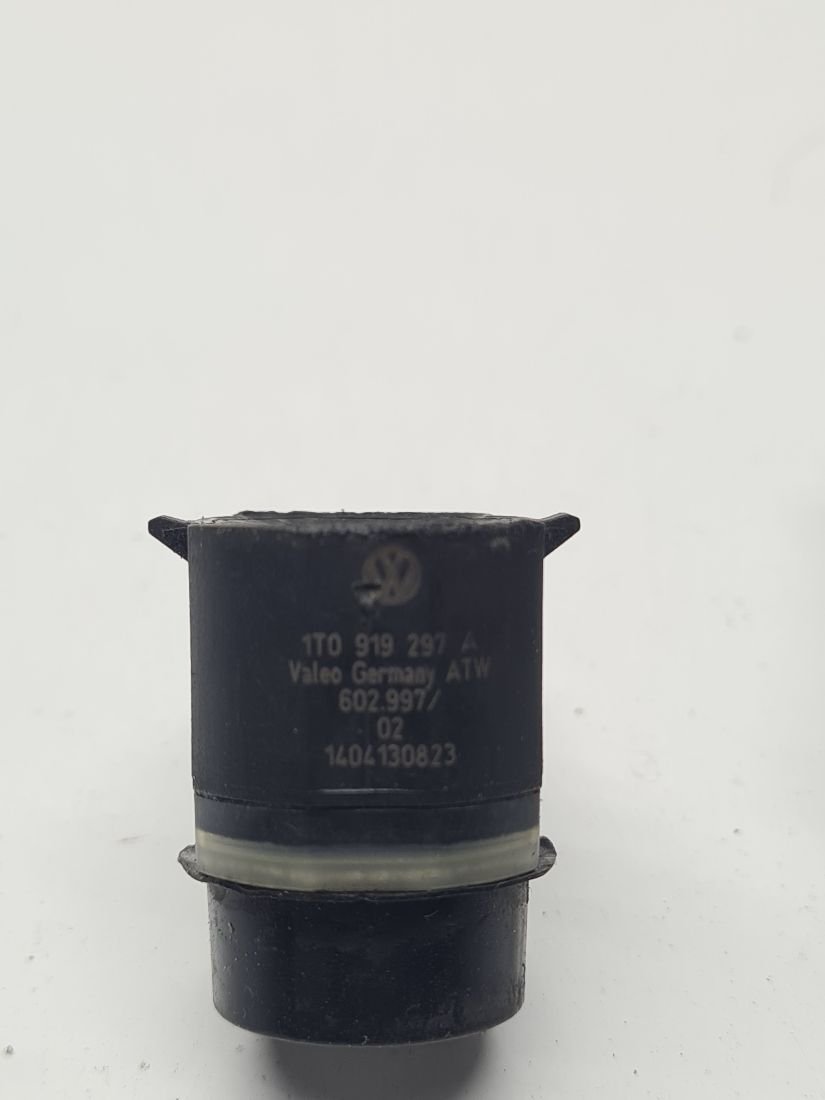 1T0 919 297 A
Valeo Germany ATW
602.997/
02
1404130823